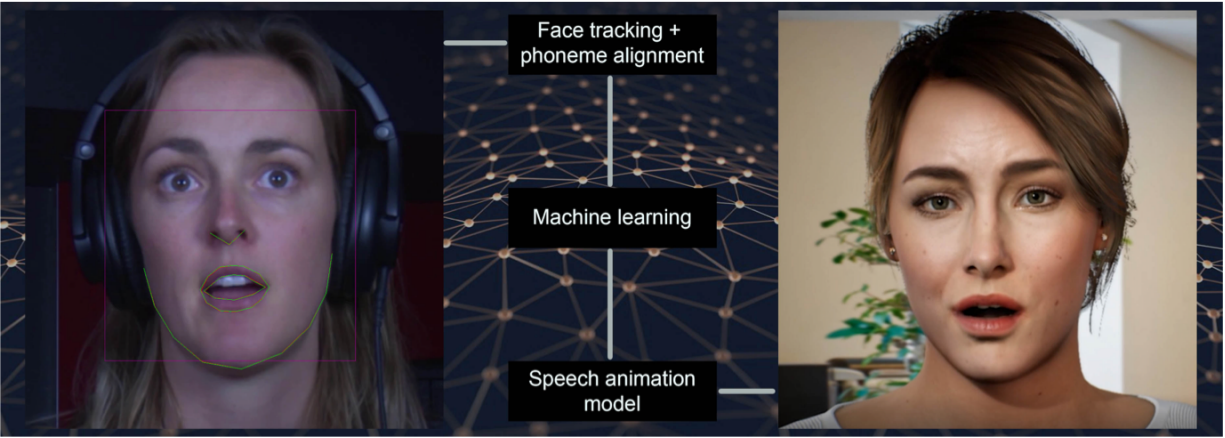 Face tracking +
phoneme alignment
Machine learning
Speech animation
model